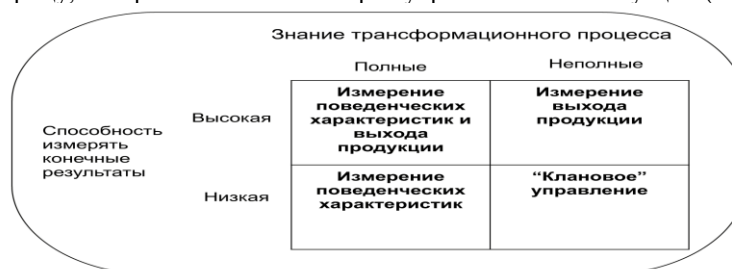 Знание трансформационного процесса
Полные Неполные
Способность
измерять
конечные
результаты
Высокая
Измерение
поведенческих
характеристик и
выхода
продукции
Измерение
выхода
продукции
Низкая
Измерение
поведенческих
характеристик
“Клановое”
управление